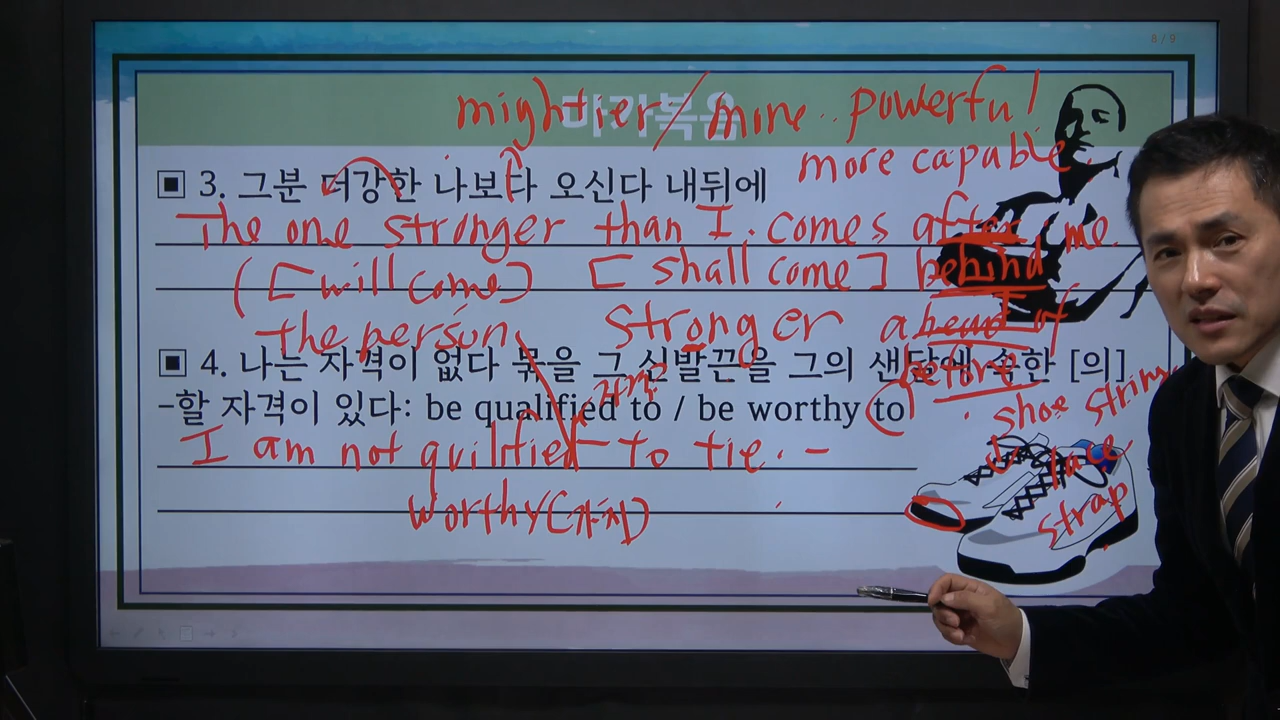 8 / 9
마가복음
mightier / more .. powerful
more capable.
▣ 3. 그분 더강한 나보다 오신다 내뒤에
The one stronger than I. comes after me.
([will come] [shall come] behind
the person stronger ahead of
▣ 4. 나는 자격이 없다 묶을 그 신발끈을 그의 샌달에 속한 [의]
before
자격
-할 자격이 있다: be qualified to / be worthy to
shoe string
I am not quilified to tie. -
lace
worthy(가치)
strap